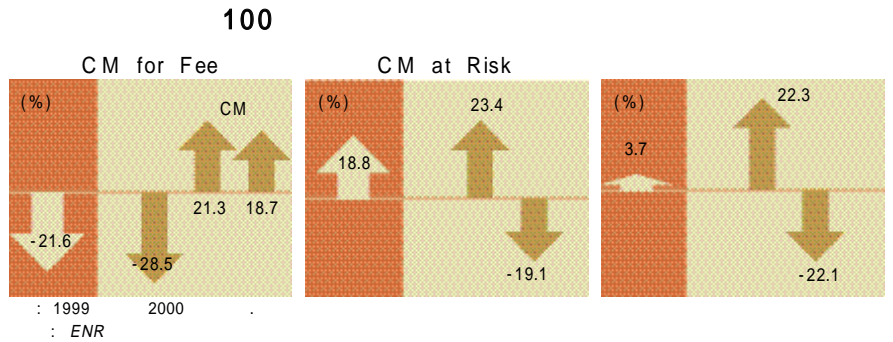 100
CM for Fee
CM at Risk
(%)
CM
-21.6
-28.5
21.3
18.7
(%)
23.4
18.8
-19.1
(%)
22.3
3.7
-22.1
: 1999 2000 .
: ENR